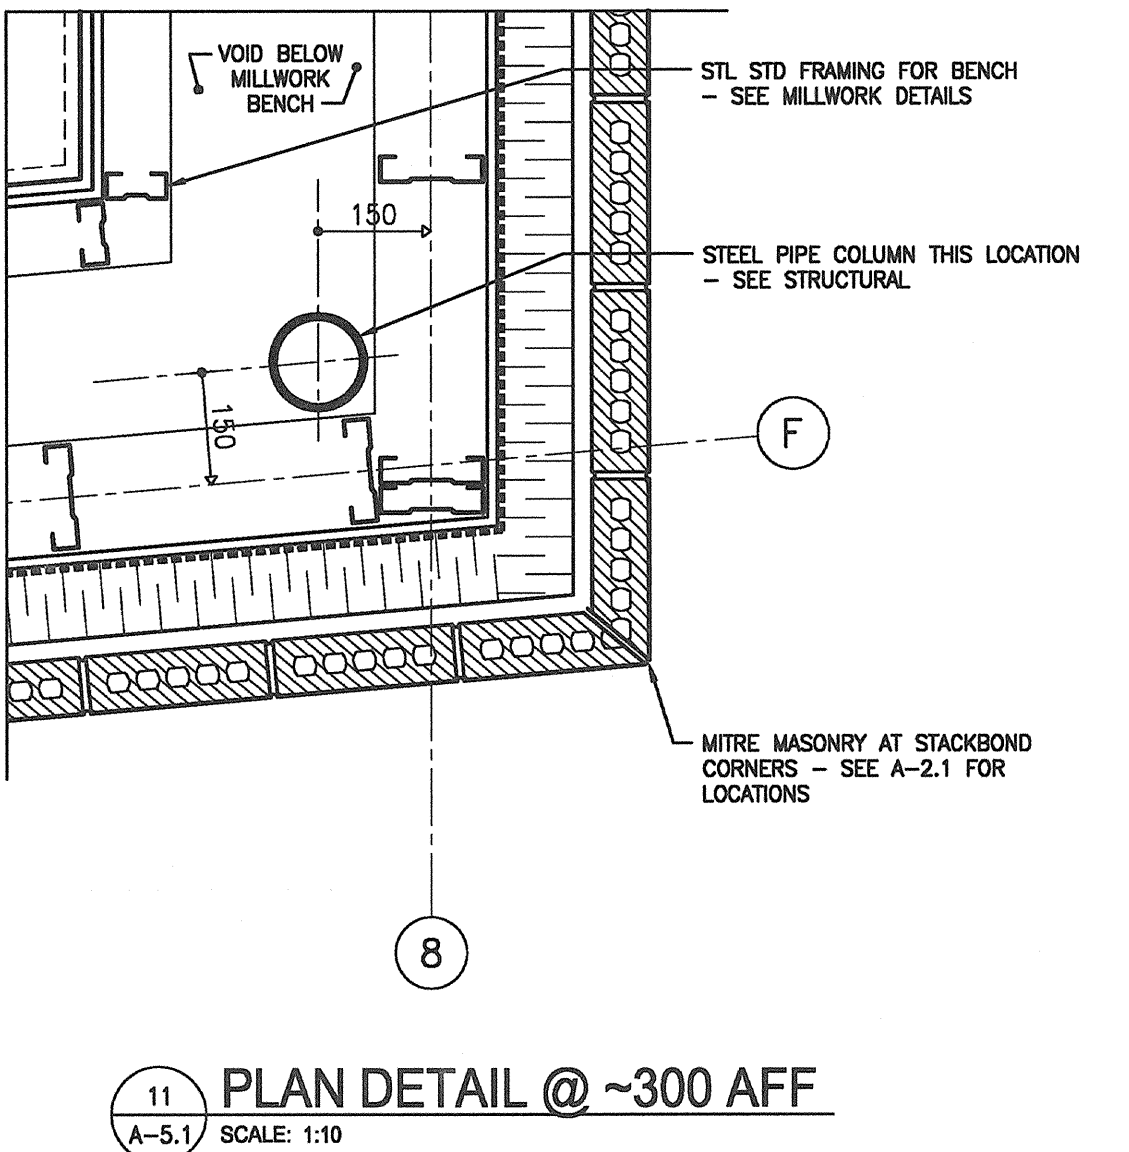 VOID BELOW
MILLWORK
BENCH
STL STD FRAMING FOR BENCH
– SEE MILLWORK DETAILS
150
STEEL PIPE COLUMN THIS LOCATION
– SEE STRUCTURAL
150
F
MITRE MASONRY AT STACKBOND
CORNERS – SEE A–2.1 FOR
LOCATIONS
8
11
PLAN DETAIL @ ~300 AFF
A–5.1
SCALE: 1:10